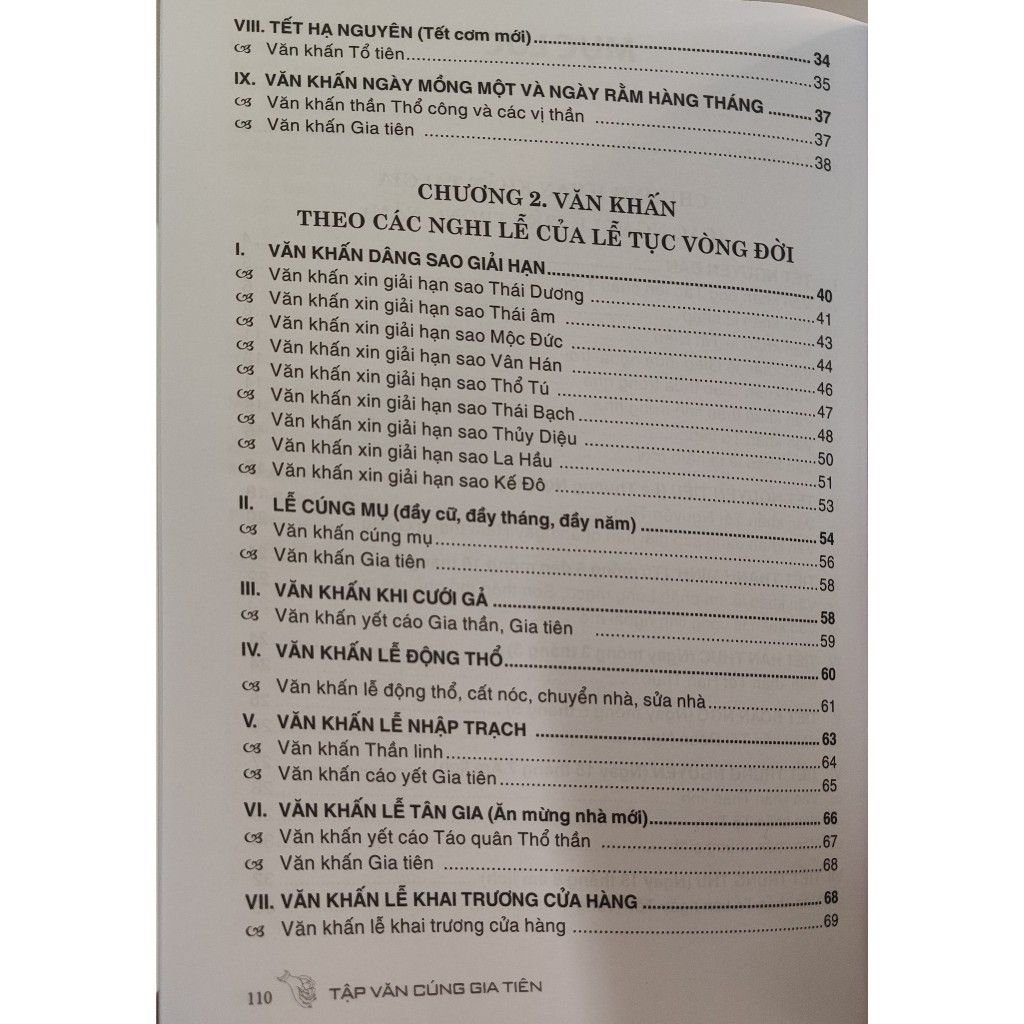 VIII. TẾT HẠ NGUYÊN (Tết cơm mới) 34
Văn khấn Tổ tiên 35
IX. VĂN KHẤN NGÀY MỒNG MỘT VÀ NGÀY RẰM HÀNG THÁNG 37
Văn khấn thần Thổ công và các vị thần 37
Văn khấn Gia tiên 38
CHƯƠNG 2. VĂN KHẤN
THEO CÁC NGHI LỄ CỦA LỄ TỤC VÒNG ĐỜI
I. VĂN KHẤN DÂNG SAO GIẢI HẠN 40
Văn khấn xin giải hạn sao Thái Dương 41
Văn khấn xin giải hạn sao Thái âm 43
Văn khấn xin giải hạn sao Mộc Đức 44
Văn khấn xin giải hạn sao Vân Hán 46
Văn khấn xin giải hạn sao Thổ Tú 47
Văn khấn xin giải hạn sao Thái Bạch 48
Văn khấn xin giải hạn sao Thủy Diệu 50
Văn khấn xin giải hạn sao La Hầu 51
Văn khấn xin giải hạn sao Kế Đô 53
II. LỄ CÚNG MỤ (đầy cữ, đầy tháng, đầy năm) 54
Văn khấn cúng mụ 56
Văn khấn Gia tiên 58
III. VĂN KHẤN KHI CƯỚI GẢ 58
Văn khấn yết cáo Gia thần, Gia tiên 59
IV. VĂN KHẤN LỄ ĐỘNG THỔ 60
Văn khấn lễ động thổ, cất nóc, chuyển nhà, sửa nhà 61
V. VĂN KHẤN LỄ NHẬP TRẠCH 63
Văn khấn Thần linh 64
Văn khấn cáo yết Gia tiên 65
VI. VĂN KHẤN LỄ TÂN GIA (Ăn mừng nhà mới) 66
Văn khấn yết cáo Táo quân Thổ thần 67
Văn khấn Gia tiên 68
VII. VĂN KHẤN LỄ KHAI TRƯƠNG CỬA HÀNG 68
Văn khấn lễ khai trương cửa hàng 69
110 TẬP VĂN CÚNG GIA TIÊN